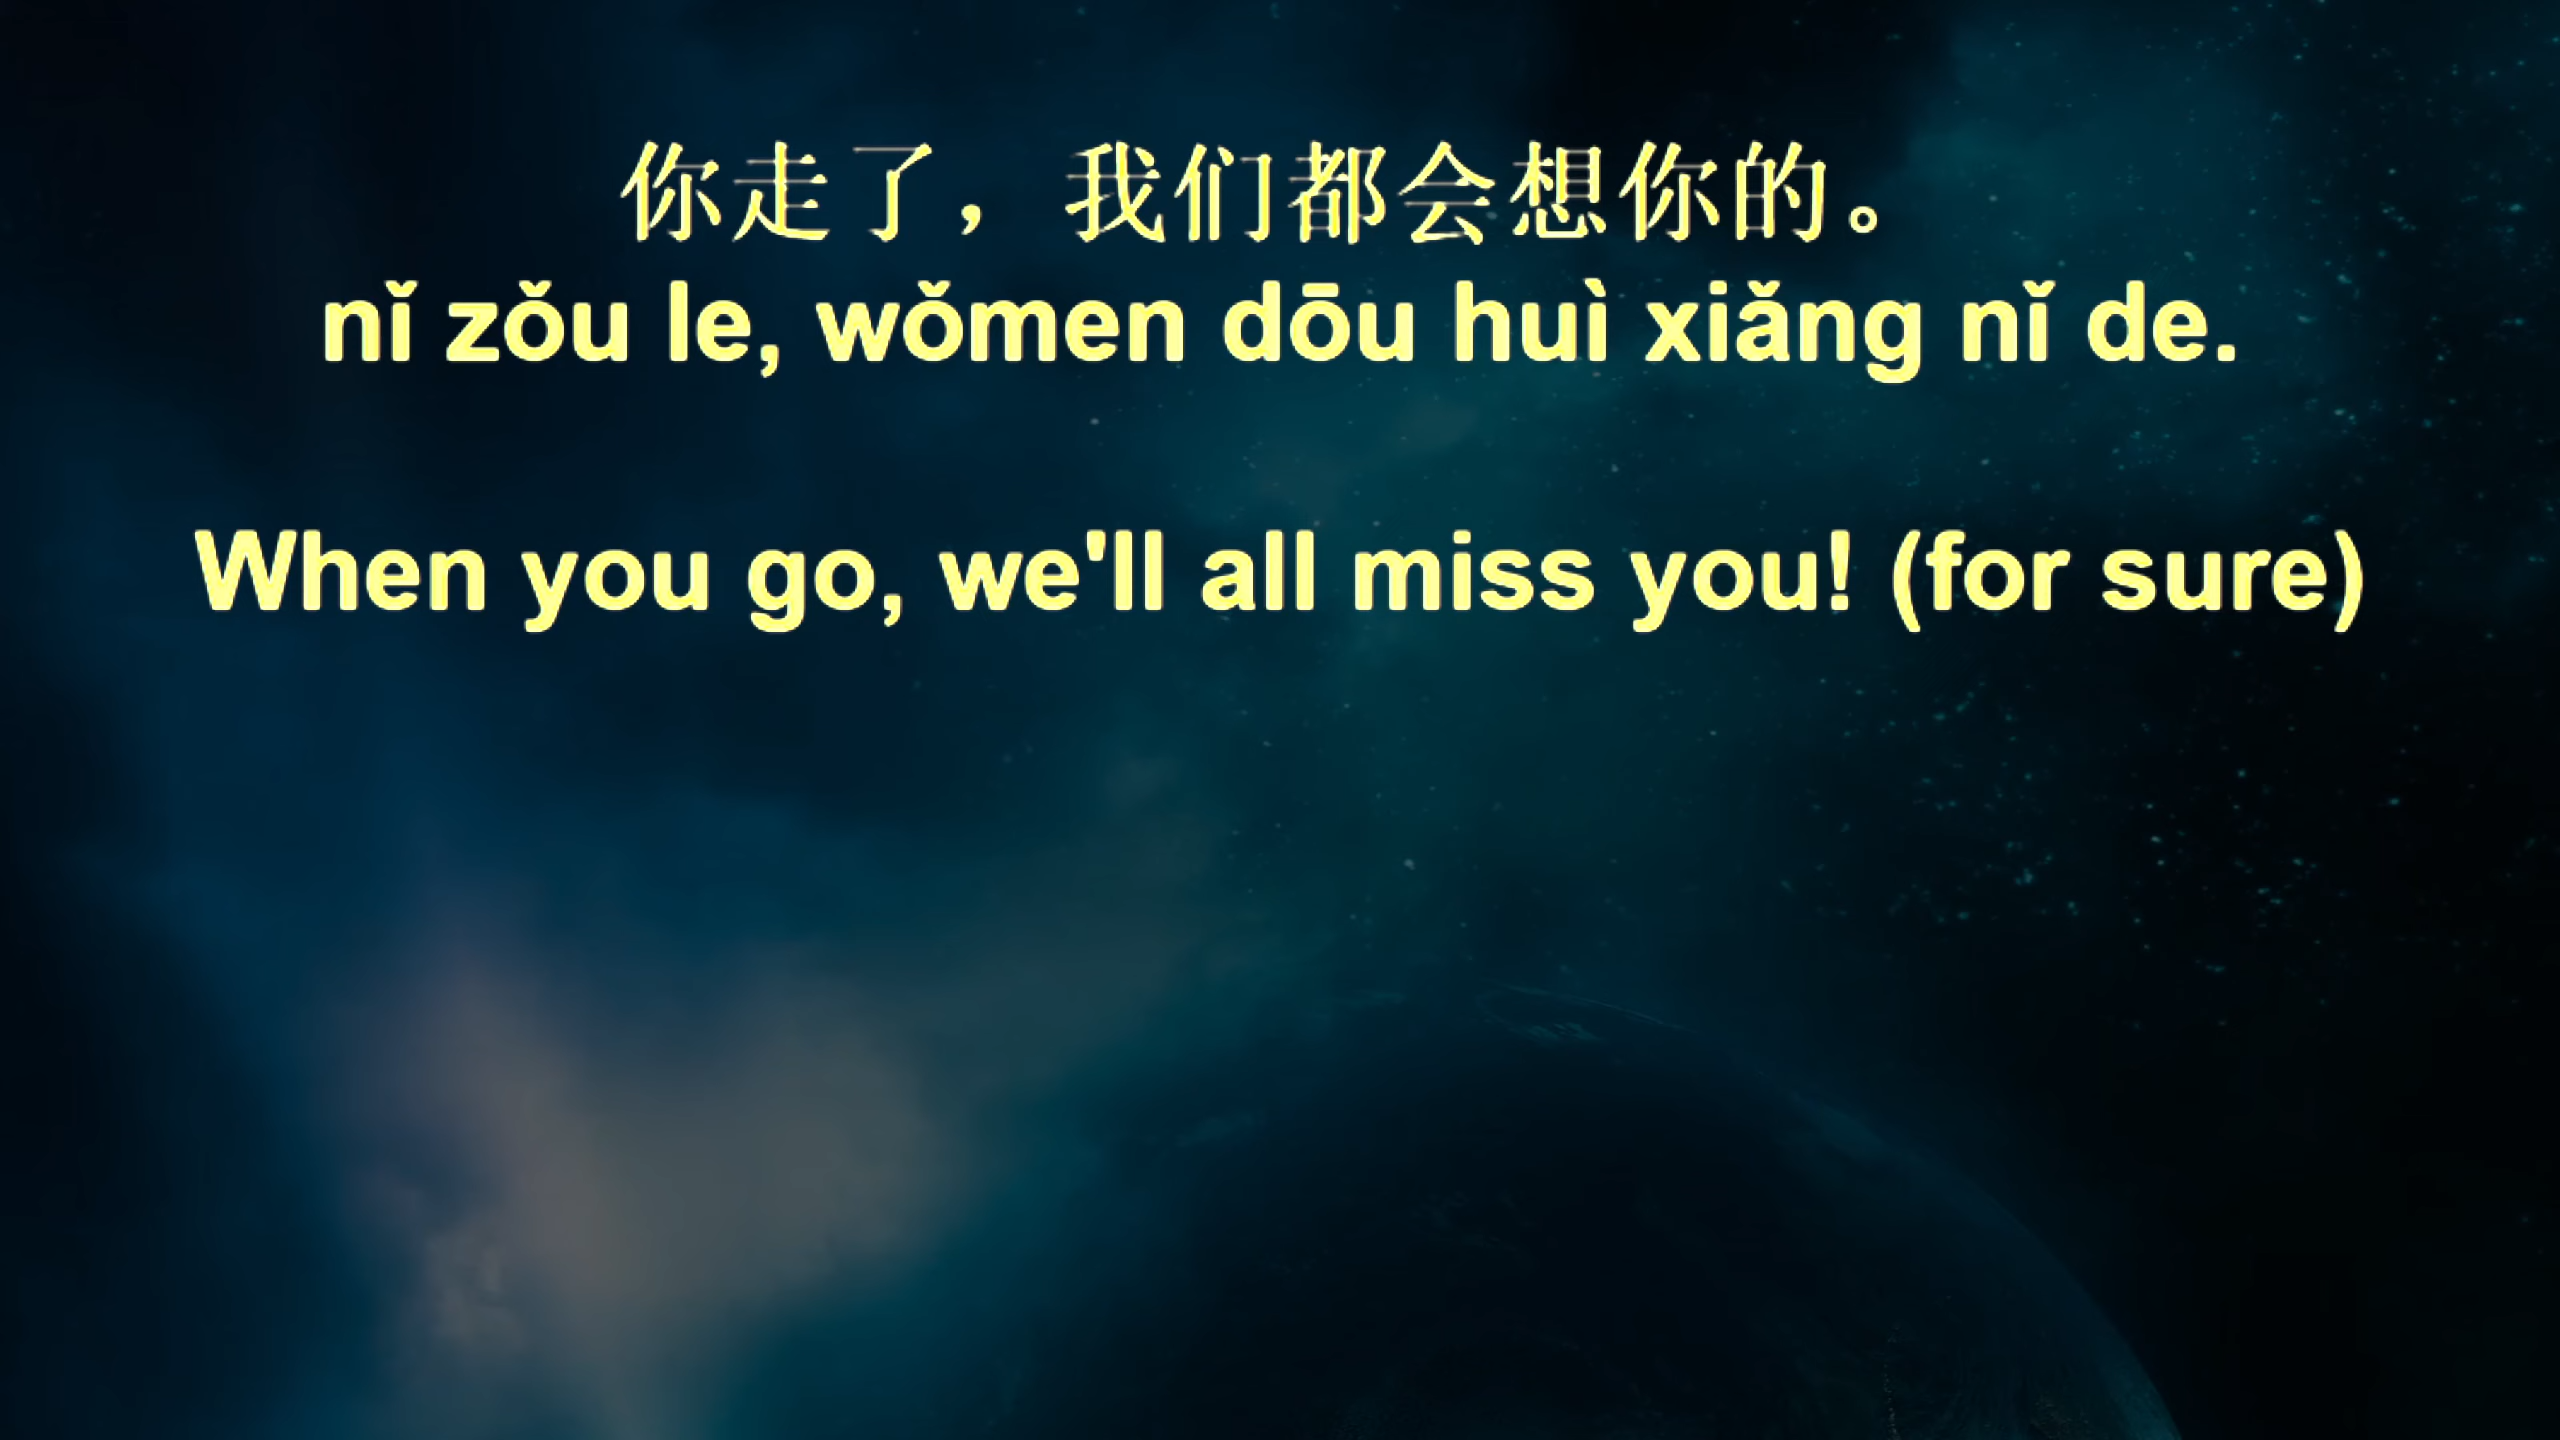 你走了，我们都会想你的。
nǐ zǒu le, wǒmen dōu huì xiǎng nǐ de.
When you go, we'll all miss you! (for sure)